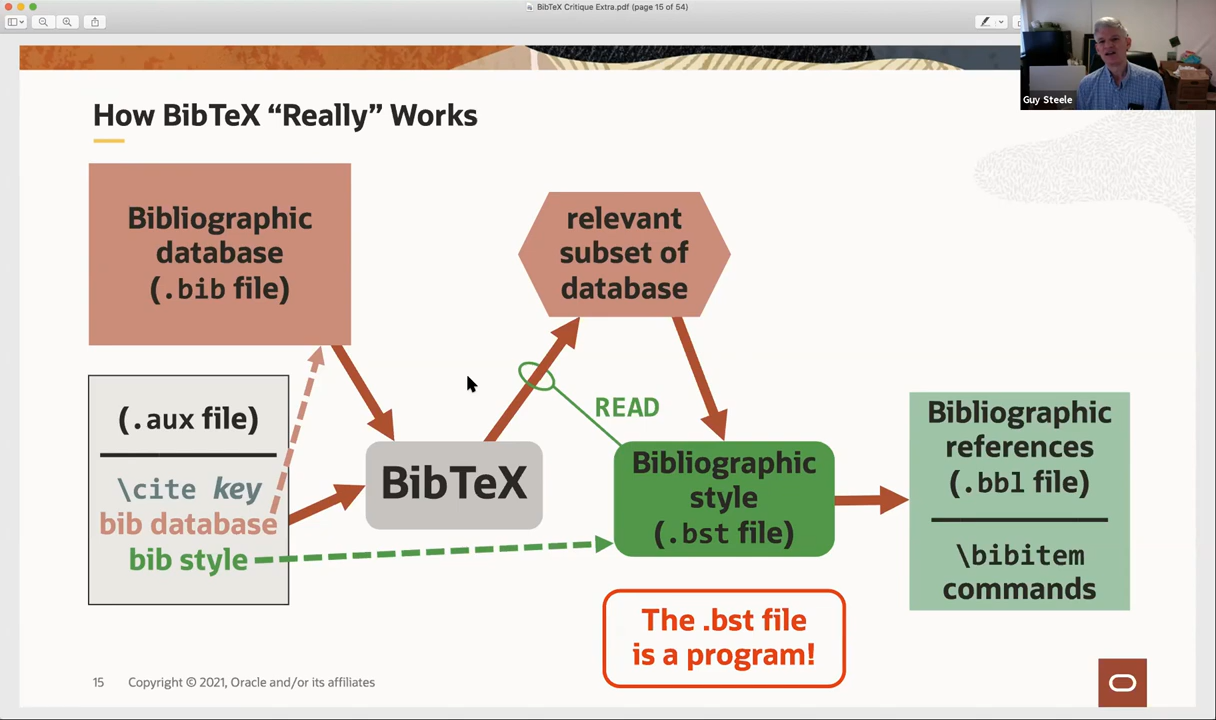 BibTeX Critique Extra.pdf (page 15 of 54)
Guy Steele
How BibTeX “Really” Works
Bibliographic
database
(.bib file)
relevant
subset of
database
(.aux file)
\cite key
bib database
bib style
BibTeX
READ
Bibliographic
style
(.bst file)
Bibliographic
references
(.bbl file)
\bibitem
commands
The .bst file
is a program!
15
Copyright © 2021, Oracle and/or its affiliates